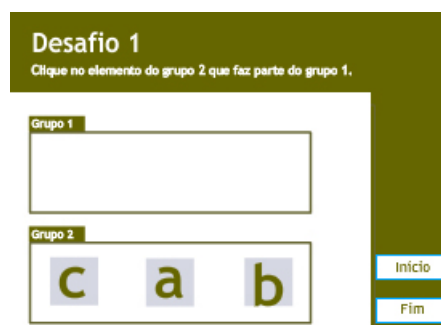 Desafio 1
Clique no elemento do grupo 2 que faz parte do grupo 1.
Grupo 1
Grupo 2
c a b
Início
Fim